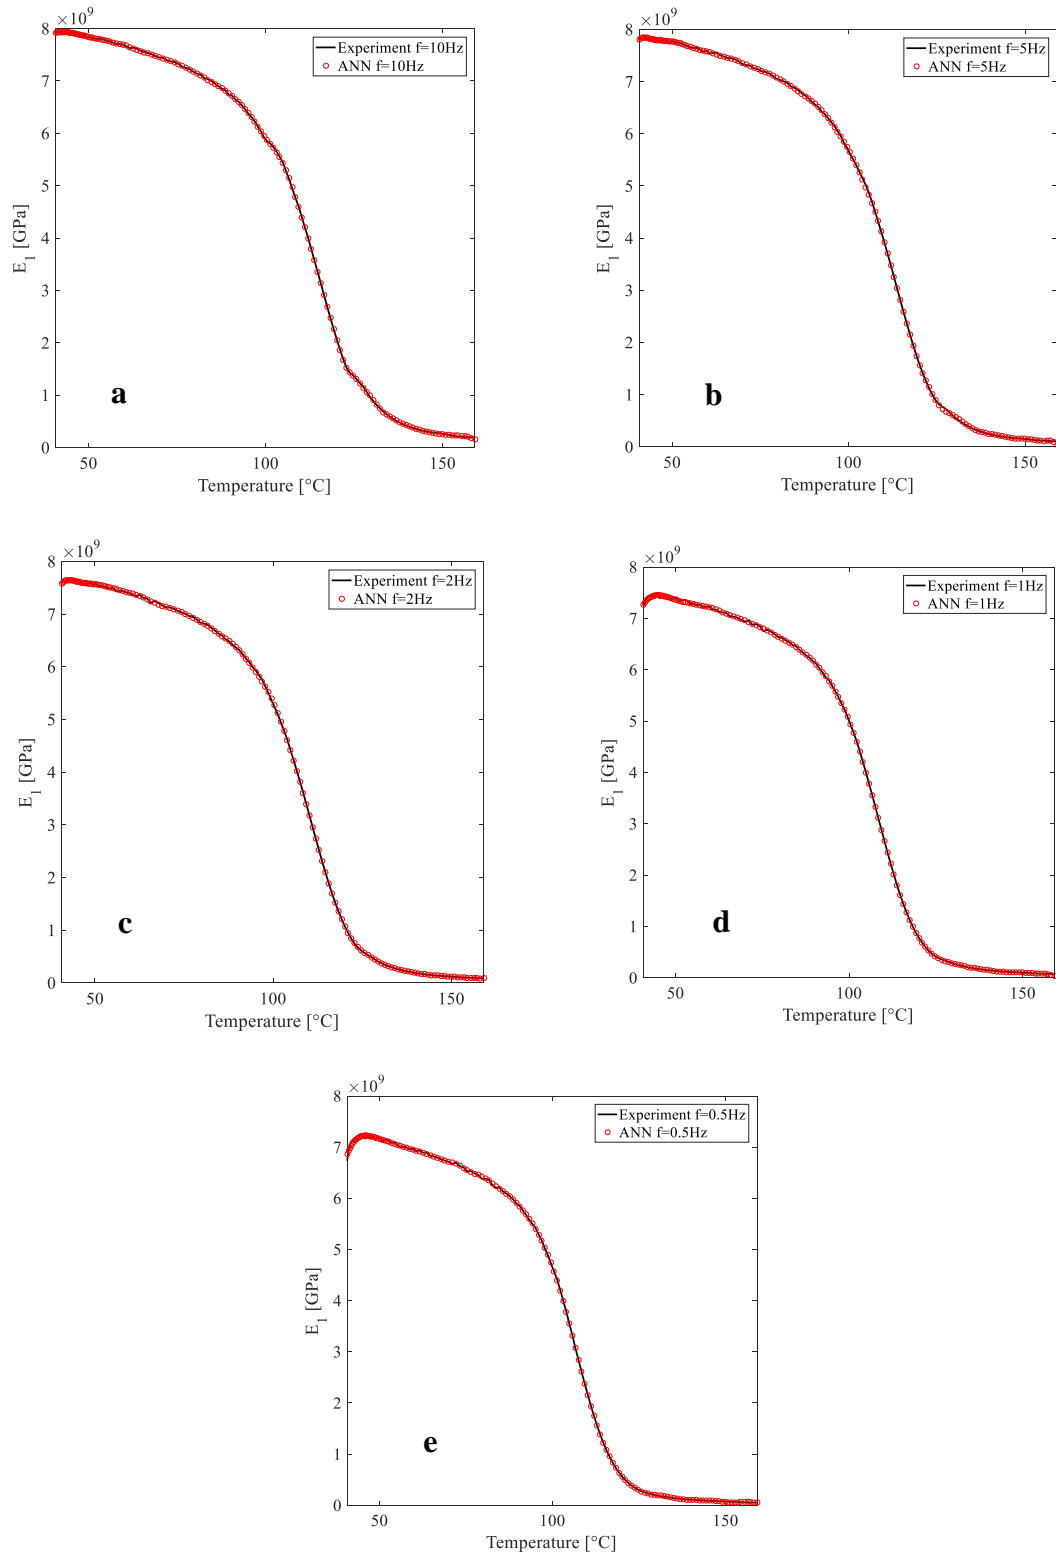 ×10⁹
8
7
6
5
4
3
2
1
0
E₁ [GPa]
Experiment f=10Hz
ANN f=10Hz
a
50 100 150
Temperature [°C]
×10⁹
8
7
6
5
4
3
2
1
0
E₁ [GPa]
Experiment f=5Hz
ANN f=5Hz
b
50 100 150
Temperature [°C]
×10⁹
8
7
6
5
4
3
2
1
0
E₁ [GPa]
Experiment f=2Hz
ANN f=2Hz
c
50 100 150
Temperature [°C]
×10⁹
8
7
6
5
4
3
2
1
0
E₁ [GPa]
Experiment f=1Hz
ANN f=1Hz
d
50 100 150
Temperature [°C]
×10⁹
8
7
6
5
4
3
2
1
0
E₁ [GPa]
Experiment f=0.5Hz
ANN f=0.5Hz
e
50 100 150
Temperature [°C]